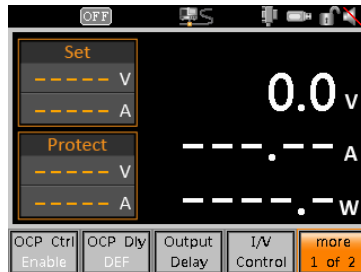 OFF
Set
----- V
----- A
0.0 V
Protect
----- V
----- A
---.-- A
-----.- W
OCP Ctrl OCP Dly Output I/V more
Enable DEF Delay Control 1 of 2